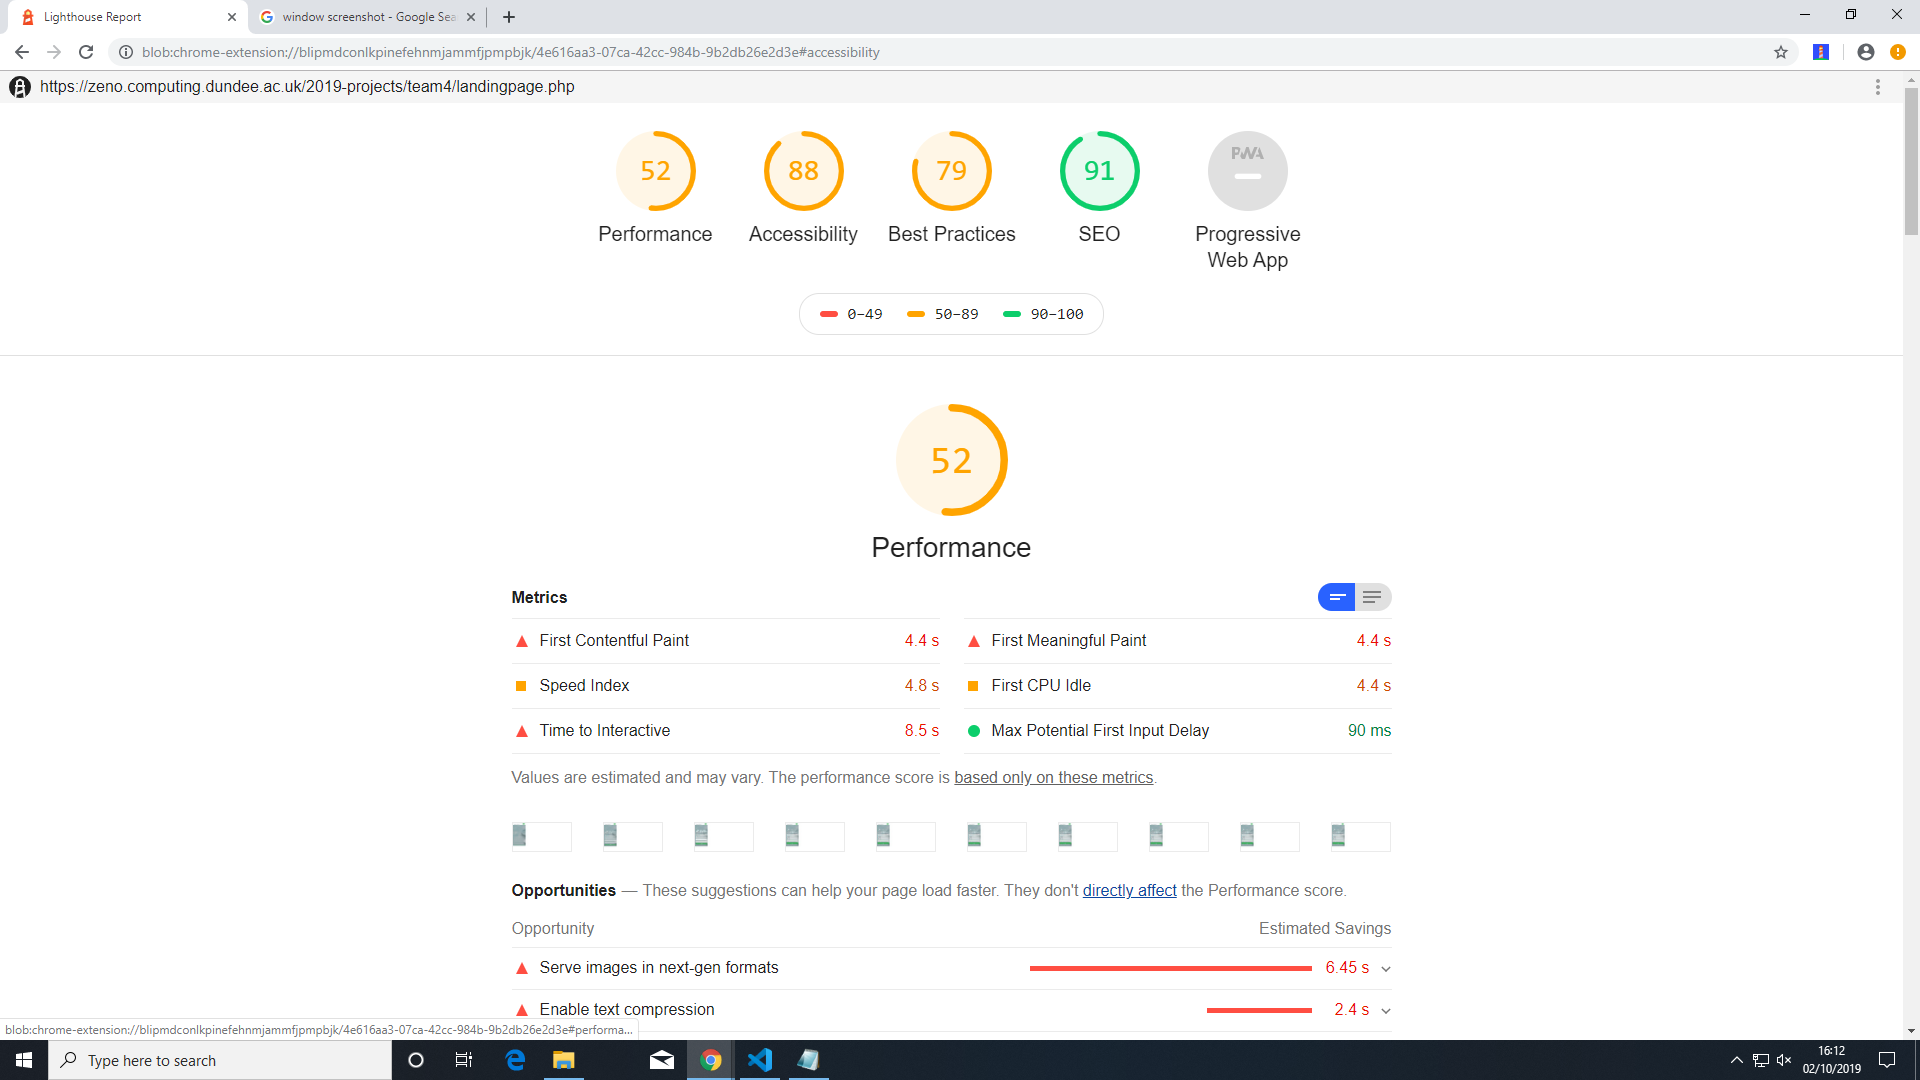 Lighthouse Report
window screenshot - Google Sea
blob:chrome-extension://blipmdconlkpinefehnmjammfjpmpbjk/4e616aa3-07ca-42cc-984b-9b2db26e2d3e#accessibility
https://zeno.computing.dundee.ac.uk/2019-projects/team4/landingpage.php
52 88 79 91 PWA
Performance Accessibility Best Practices SEO Progressive
Web App
0–49 50–89 90–100
52
Performance
Metrics
First Contentful Paint 4.4 s First Meaningful Paint 4.4 s
Speed Index 4.8 s First CPU Idle 4.4 s
Time to Interactive 8.5 s Max Potential First Input Delay 90 ms
Values are estimated and may vary. The performance score is based only on these metrics.
Opportunities — These suggestions can help your page load faster. They don't directly affect the Performance score.
Opportunity Estimated Savings
Serve images in next-gen formats 6.45 s
Enable text compression 2.4 s
blob:chrome-extension://blipmdconlkpinefehnmjammfjpmpbjk/4e616aa3-07ca-42cc-984b-9b2db26e2d3e#performa...
Type here to search
16:12
02/10/2019